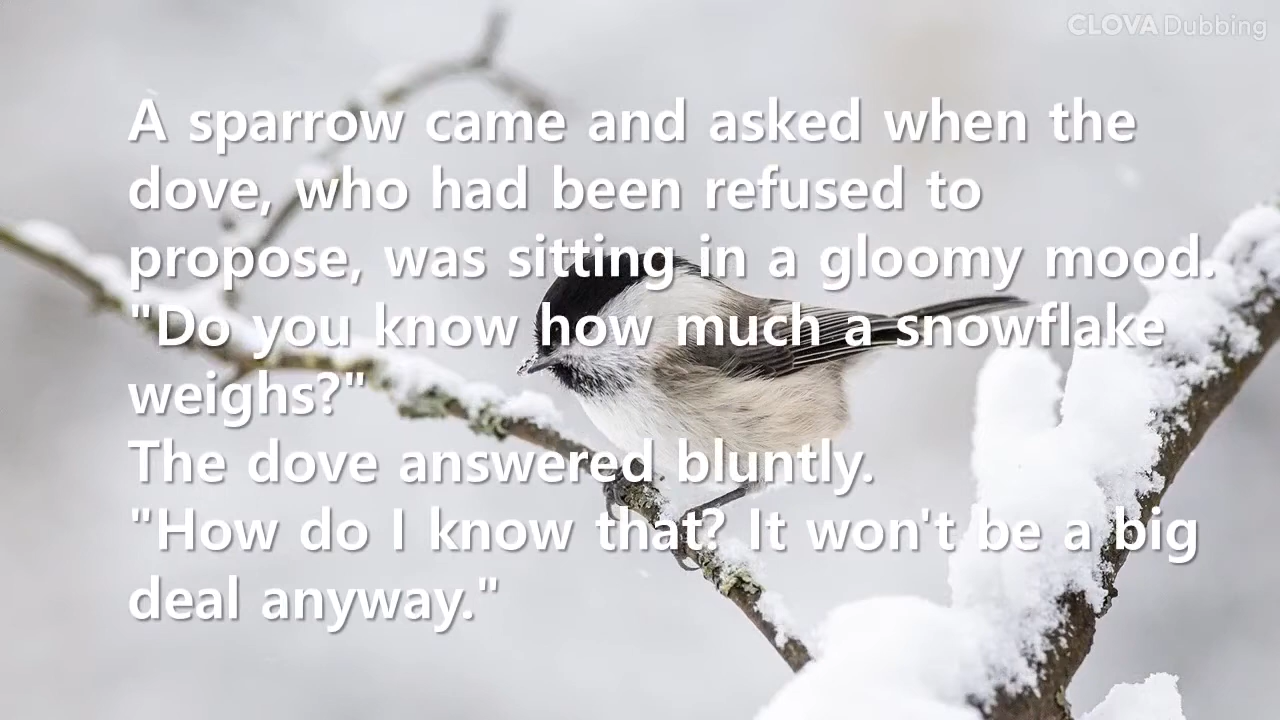 CLOVA Dubbing
A sparrow came and asked when the
dove, who had been refused to
propose, was sitting in a gloomy mood.
"Do you know how much a snowflake
weighs?"
The dove answered bluntly.
"How do I know that? It won't be a big
deal anyway."